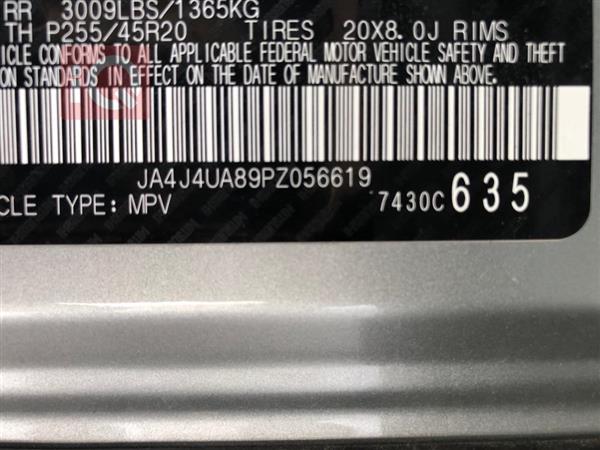 RR 3009LBS/1365KG
TH P255/45R20 TIRES 20X8.0J RIMS
ICLE CONFORMS TO ALL APPLICABLE FEDERAL MOTOR VEHICLE SAFETY AND THEFT
ON STANDARDS IN EFFECT ON THE DATE OF MANUFACTURE SHOWN ABOVE.
JA4J4UA89PZ056619
CLE TYPE: MPV 7430C 635